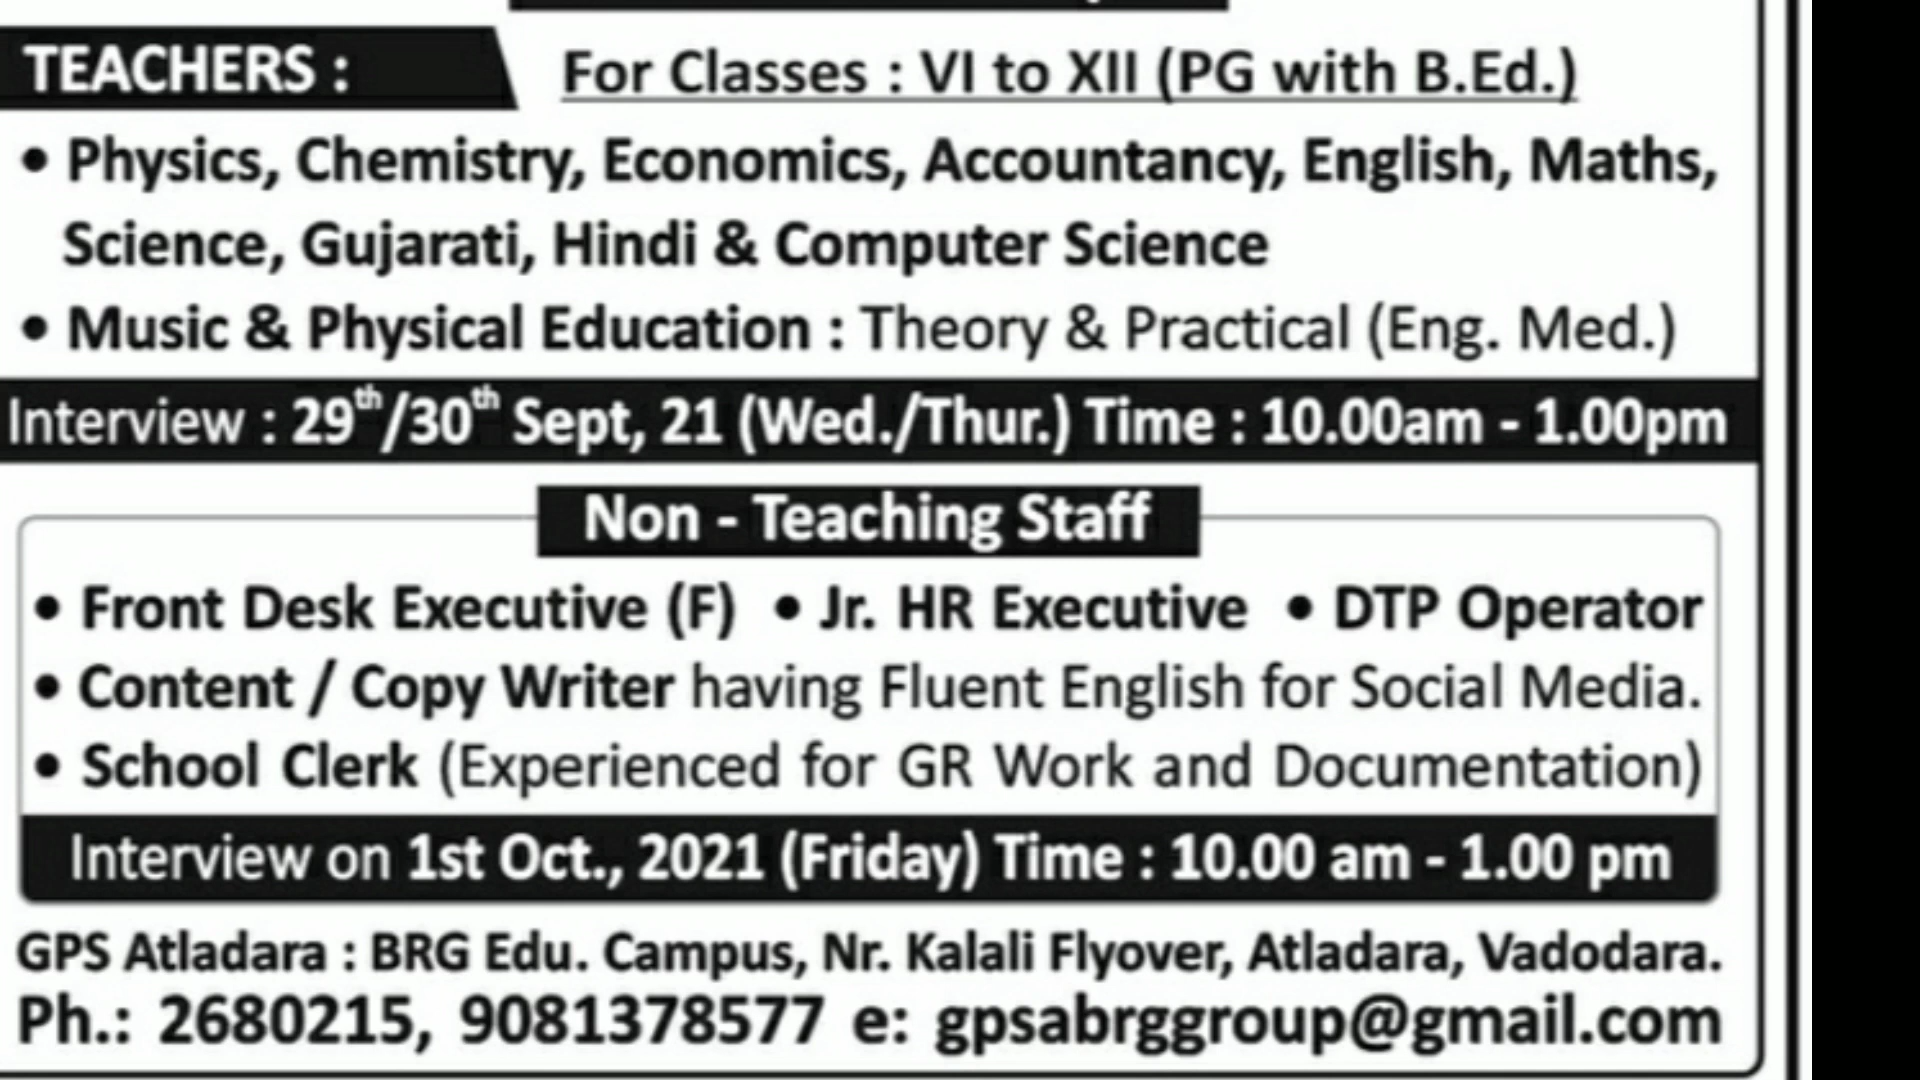 TEACHERS : For Classes : VI to XII (PG with B.Ed.)
• Physics, Chemistry, Economics, Accountancy, English, Maths,
Science, Gujarati, Hindi & Computer Science
• Music & Physical Education : Theory & Practical (Eng. Med.)
Interview : 29th/30th Sept, 21 (Wed./Thur.) Time : 10.00am - 1.00pm
Non - Teaching Staff
• Front Desk Executive (F) • Jr. HR Executive • DTP Operator
• Content / Copy Writer having Fluent English for Social Media.
• School Clerk (Experienced for GR Work and Documentation)
Interview on 1st Oct., 2021 (Friday) Time : 10.00 am - 1.00 pm
GPS Atladara : BRG Edu. Campus, Nr. Kalali Flyover, Atladara, Vadodara.
Ph.: 2680215, 9081378577 e: gpsabrggroup@gmail.com